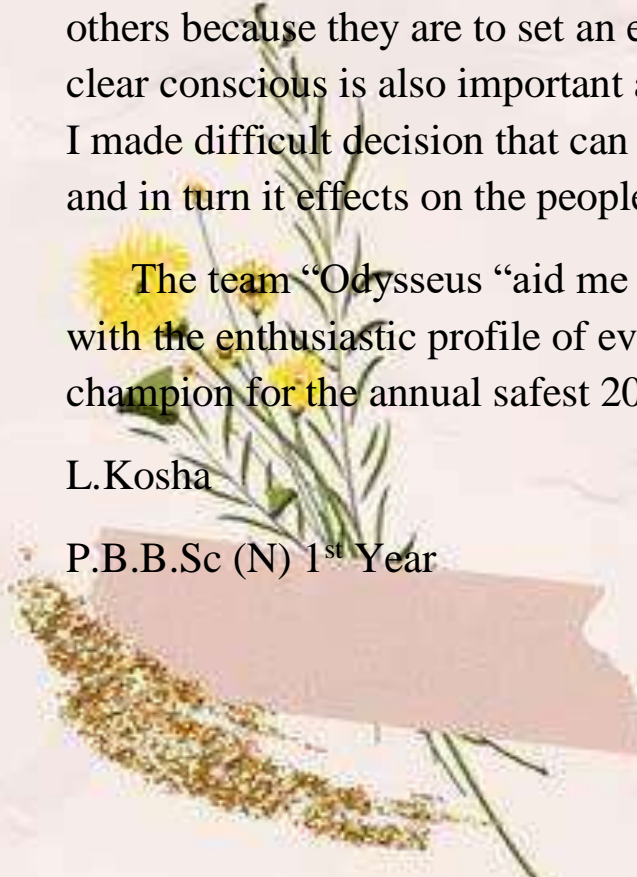 others because they are to set an e
clear conscious is also important a
I made difficult decision that can
and in turn it effects on the people
The team “Odysseus “aid me
with the enthusiastic profile of ev
champion for the annual safest 20
L.Kosha
P.B.B.Sc (N) 1st Year